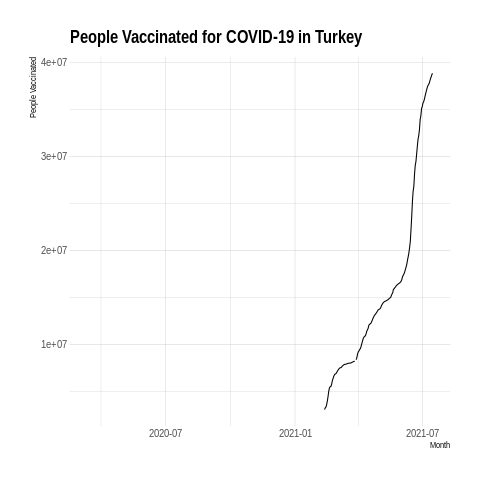 People Vaccinated for COVID-19 in Turkey
People Vaccinated
4e+07
3e+07
2e+07
1e+07
2020-07
2021-01
2021-07
Month